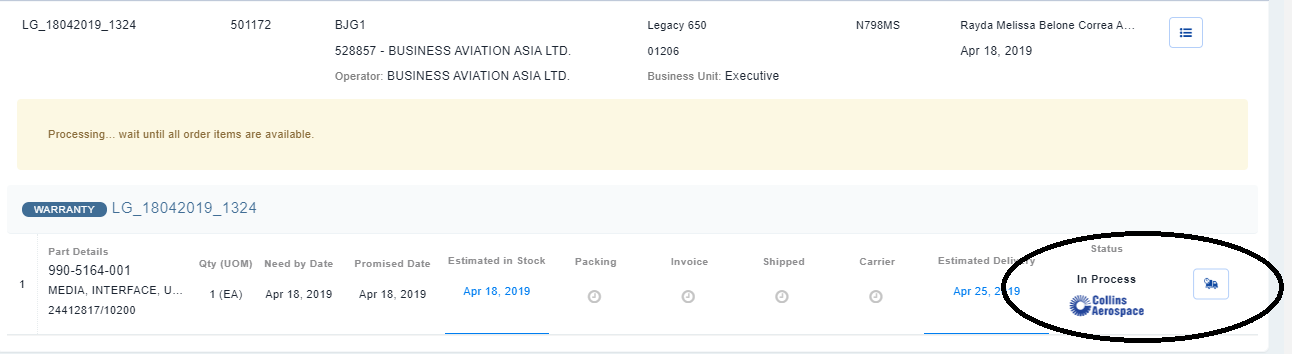 LG_18042019_1324 501172 BJG1 Legacy 650 N798MS Rayda Melissa Belone Correa A...
528857 - BUSINESS AVIATION ASIA LTD. 01206 Apr 18, 2019
Operator: BUSINESS AVIATION ASIA LTD. Business Unit: Executive
Processing... wait until all order items are available.
WARRANTY LG_18042019_1324
Part Details Qty (UOM) Need by Date Promised Date Estimated in Stock Packing Invoice Shipped Carrier Estimated Delivery Status
1 990-5164-001 1 (EA) Apr 18, 2019 Apr 18, 2019 Apr 18, 2019 Apr 25, 2019 In Process
MEDIA, INTERFACE, U... Collins
24412817/10200 Aerospace